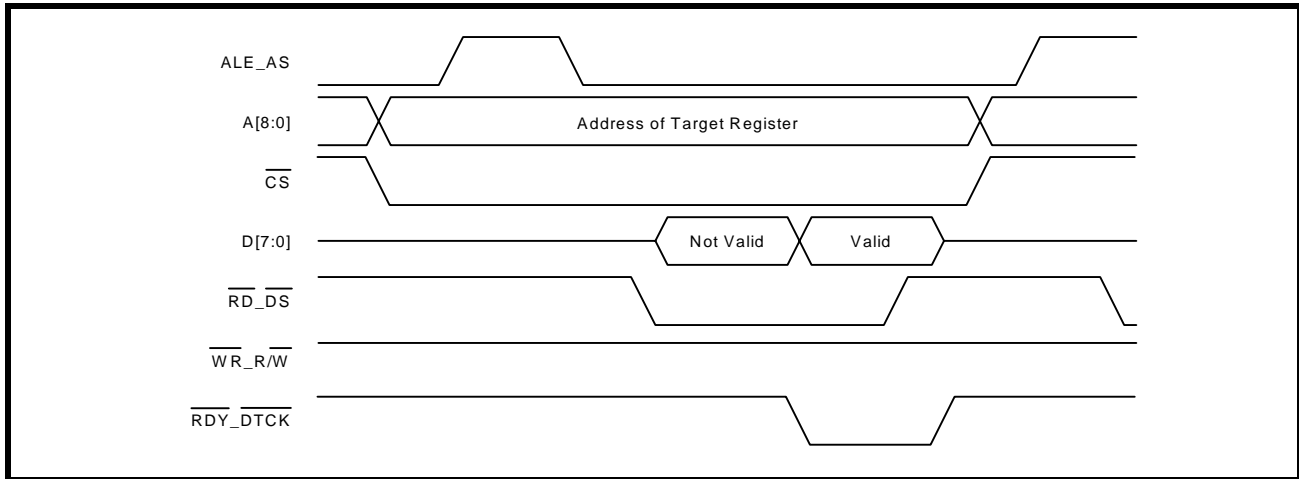 ALE_AS
A[8:0]
Address of Target Register
CS
D[7:0]
Not Valid
Valid
RD_DS
WR_R/W
RDY_DTCK